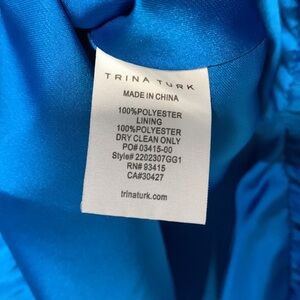 TRINA TURK
MADE IN CHINA
100%POLYESTER
LINING
100%POLYESTER
DRY CLEAN ONLY
PO# 03415-00
Style# 2202307GG1
RN# 93415
CA#30427
trinaturk.com